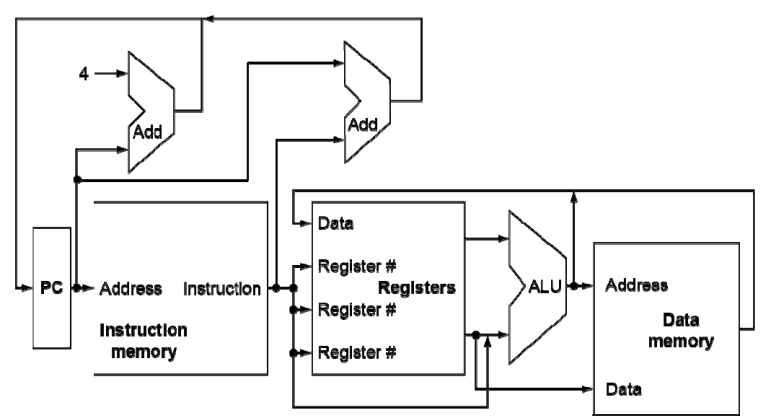 4
Add
Add
Data
Register #
PC
Address
Instruction
Registers
ALU
Address
Register #
Instruction
memory
Data
memory
Register #
Data